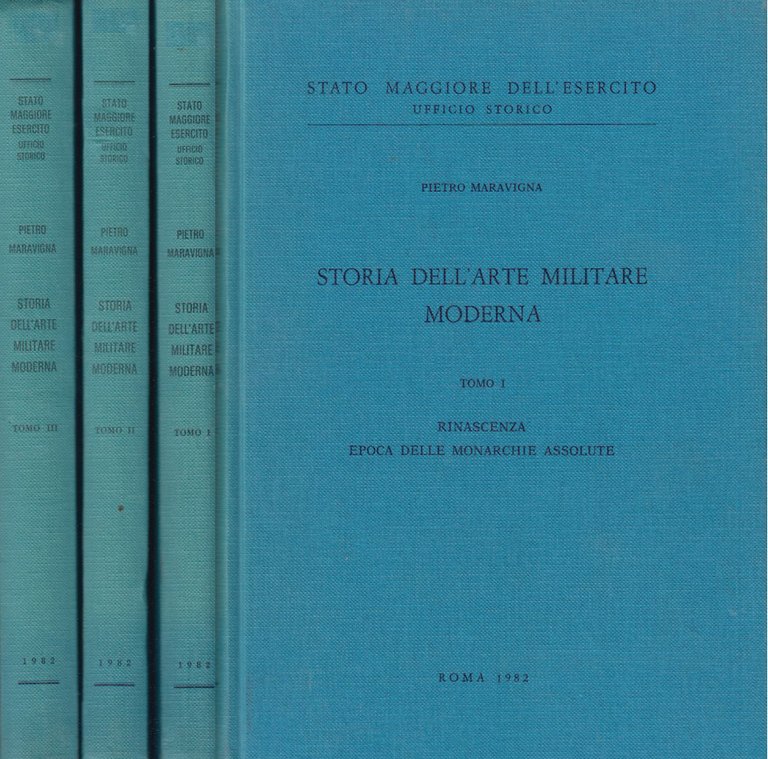 STATO
MAGGIORE
ESERCITO
UFFICIO
STORICO
PIETRO
MARAVIGNA
STORIA
DELL'ARTE
MILITARE
MODERNA
TOMO III
1982
STATO
MAGGIORE
ESERCITO
UFFICIO
STORICO
PIETRO
MARAVIGNA
STORIA
DELL'ARTE
MILITARE
MODERNA
TOMO II
1982
STATO
MAGGIORE
ESERCITO
UFFICIO
STORICO
PIETRO
MARAVIGNA
STORIA
DELL'ARTE
MILITARE
MODERNA
TOMO I
1982
STATO MAGGIORE DELL'ESERCITO
UFFICIO STORICO
PIETRO MARAVIGNA
STORIA DELL'ARTE MILITARE
MODERNA
TOMO I
RINASCENZA
EPOCA DELLE MONARCHIE ASSOLUTE
ROMA 1982